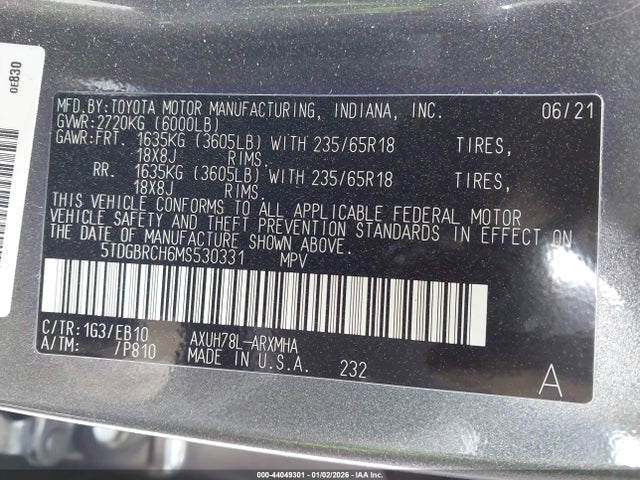 0E830
MFD.BY:TOYOTA MOTOR MANUFACTURING, INDIANA, INC. 06/21
GVWR:2720KG (6000LB)
GAWR:FRT. 1635KG (3605LB) WITH 235/65R18 TIRES,
18X8J RIMS.
RR. 1635KG (3605LB) WITH 235/65R18 TIRES,
18X8J RIMS.
THIS VEHICLE CONFORMS TO ALL APPLICABLE FEDERAL MOTOR
VEHICLE SAFETY AND THEFT PREVENTION STANDARDS IN EFFECT ON
THE DATE OF MANUFACTURE SHOWN ABOVE.
5TDGBRCH6MS530331 MPV
C/TR:1G3/EB10 AXUH78L-ARXMHA
A/TM: /P810 MADE IN U.S.A. 232 A
000-44049301 - 01/02/2026 - IAAI Copyright